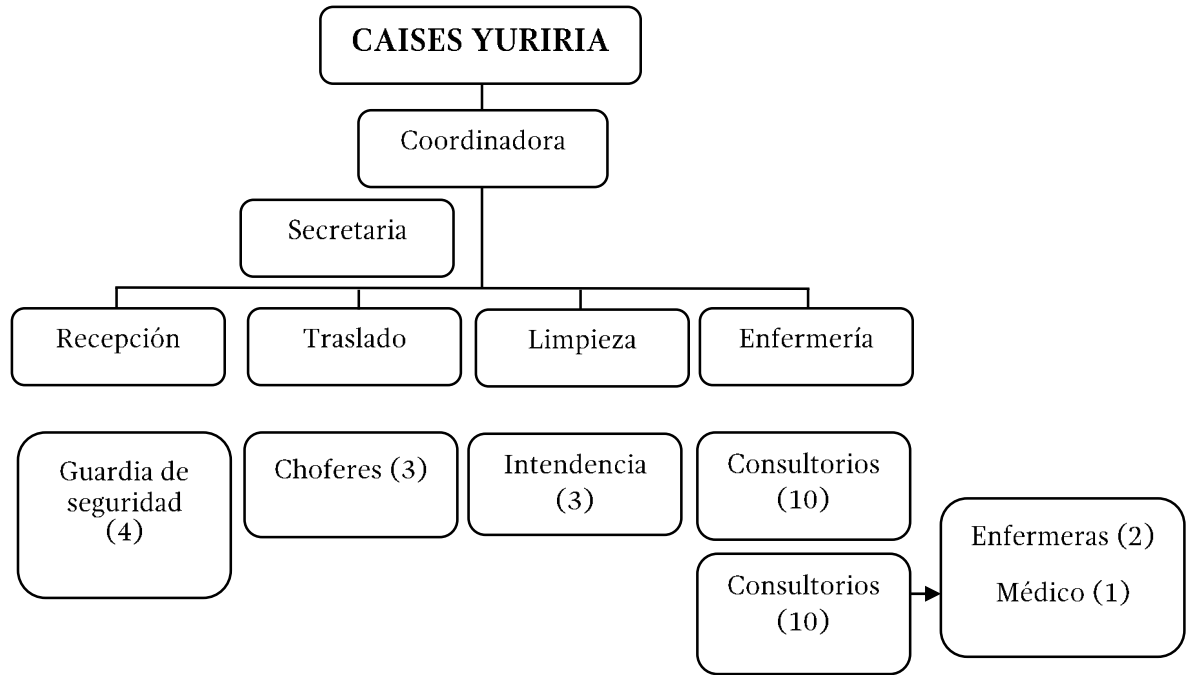 CAISES YURIRIA
Coordinadora
Secretaria
Recepción
Traslado
Limpieza
Enfermería
Guardia de
seguridad
(4)
Choferes (3)
Intendencia
(3)
Consultorios
(10)
Consultorios
(10)
Enfermeras (2)
Médico (1)